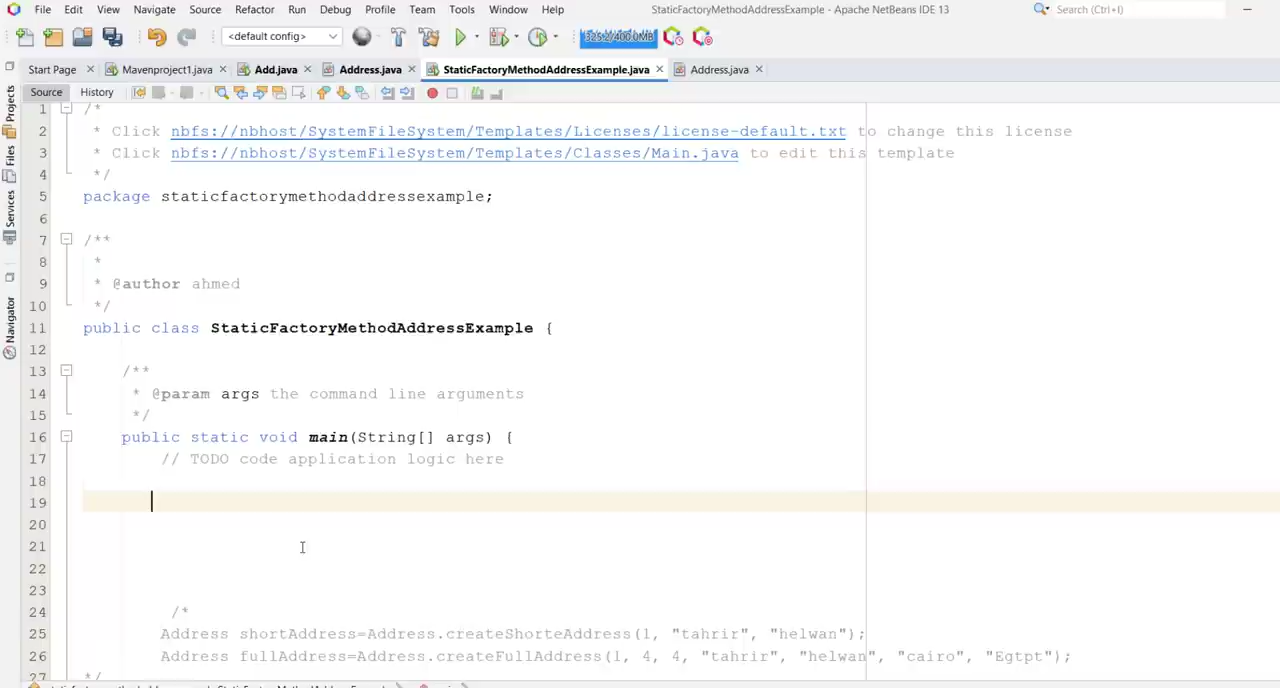 File Edit View Navigate Source Refactor Run Debug Profile Team Tools Window Help StaticFactoryMethodAddressExample - Apache NetBeans IDE 13 Search (Ctrl+I)
<default config> 325.2/400.0MB
Start Page Mavenproject1.java Add.java Address.java StaticFactoryMethodAddressExample.java Address.java
Source History
Projects
Files
Services
Navigator
1 /*
2 * Click nbfs://nbhost/SystemFileSystem/Templates/Licenses/license-default.txt to change this license
3 * Click nbfs://nbhost/SystemFileSystem/Templates/Classes/Main.java to edit this template
4 */
5 package staticfactorymethodaddressexample;
6
7 /**
8 *
9 * @author ahmed
10 */
11 public class StaticFactoryMethodAddressExample {
12
13 /**
14 * @param args the command line arguments
15 */
16 public static void main(String[] args) {
17 // TODO code application logic here
18
19
20
21
22
23
24 /*
25 Address shortAddress=Address.createShorteAddress(1, "tahrir", "helwan");
26 Address fullAddress=Address.createFullAddress(1, 4, 4, "tahrir", "helwan", "cairo", "Egtpt");
27 */